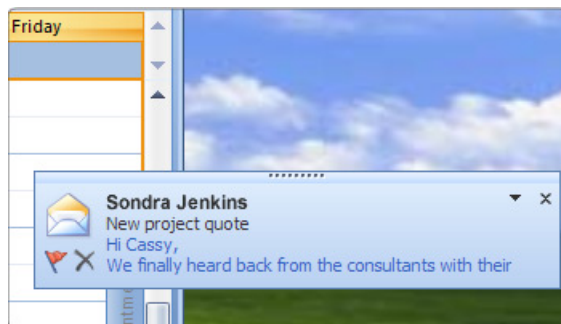 Friday
Sondra Jenkins
New project quote
Hi Cassy,
We finally heard back from the consultants with their